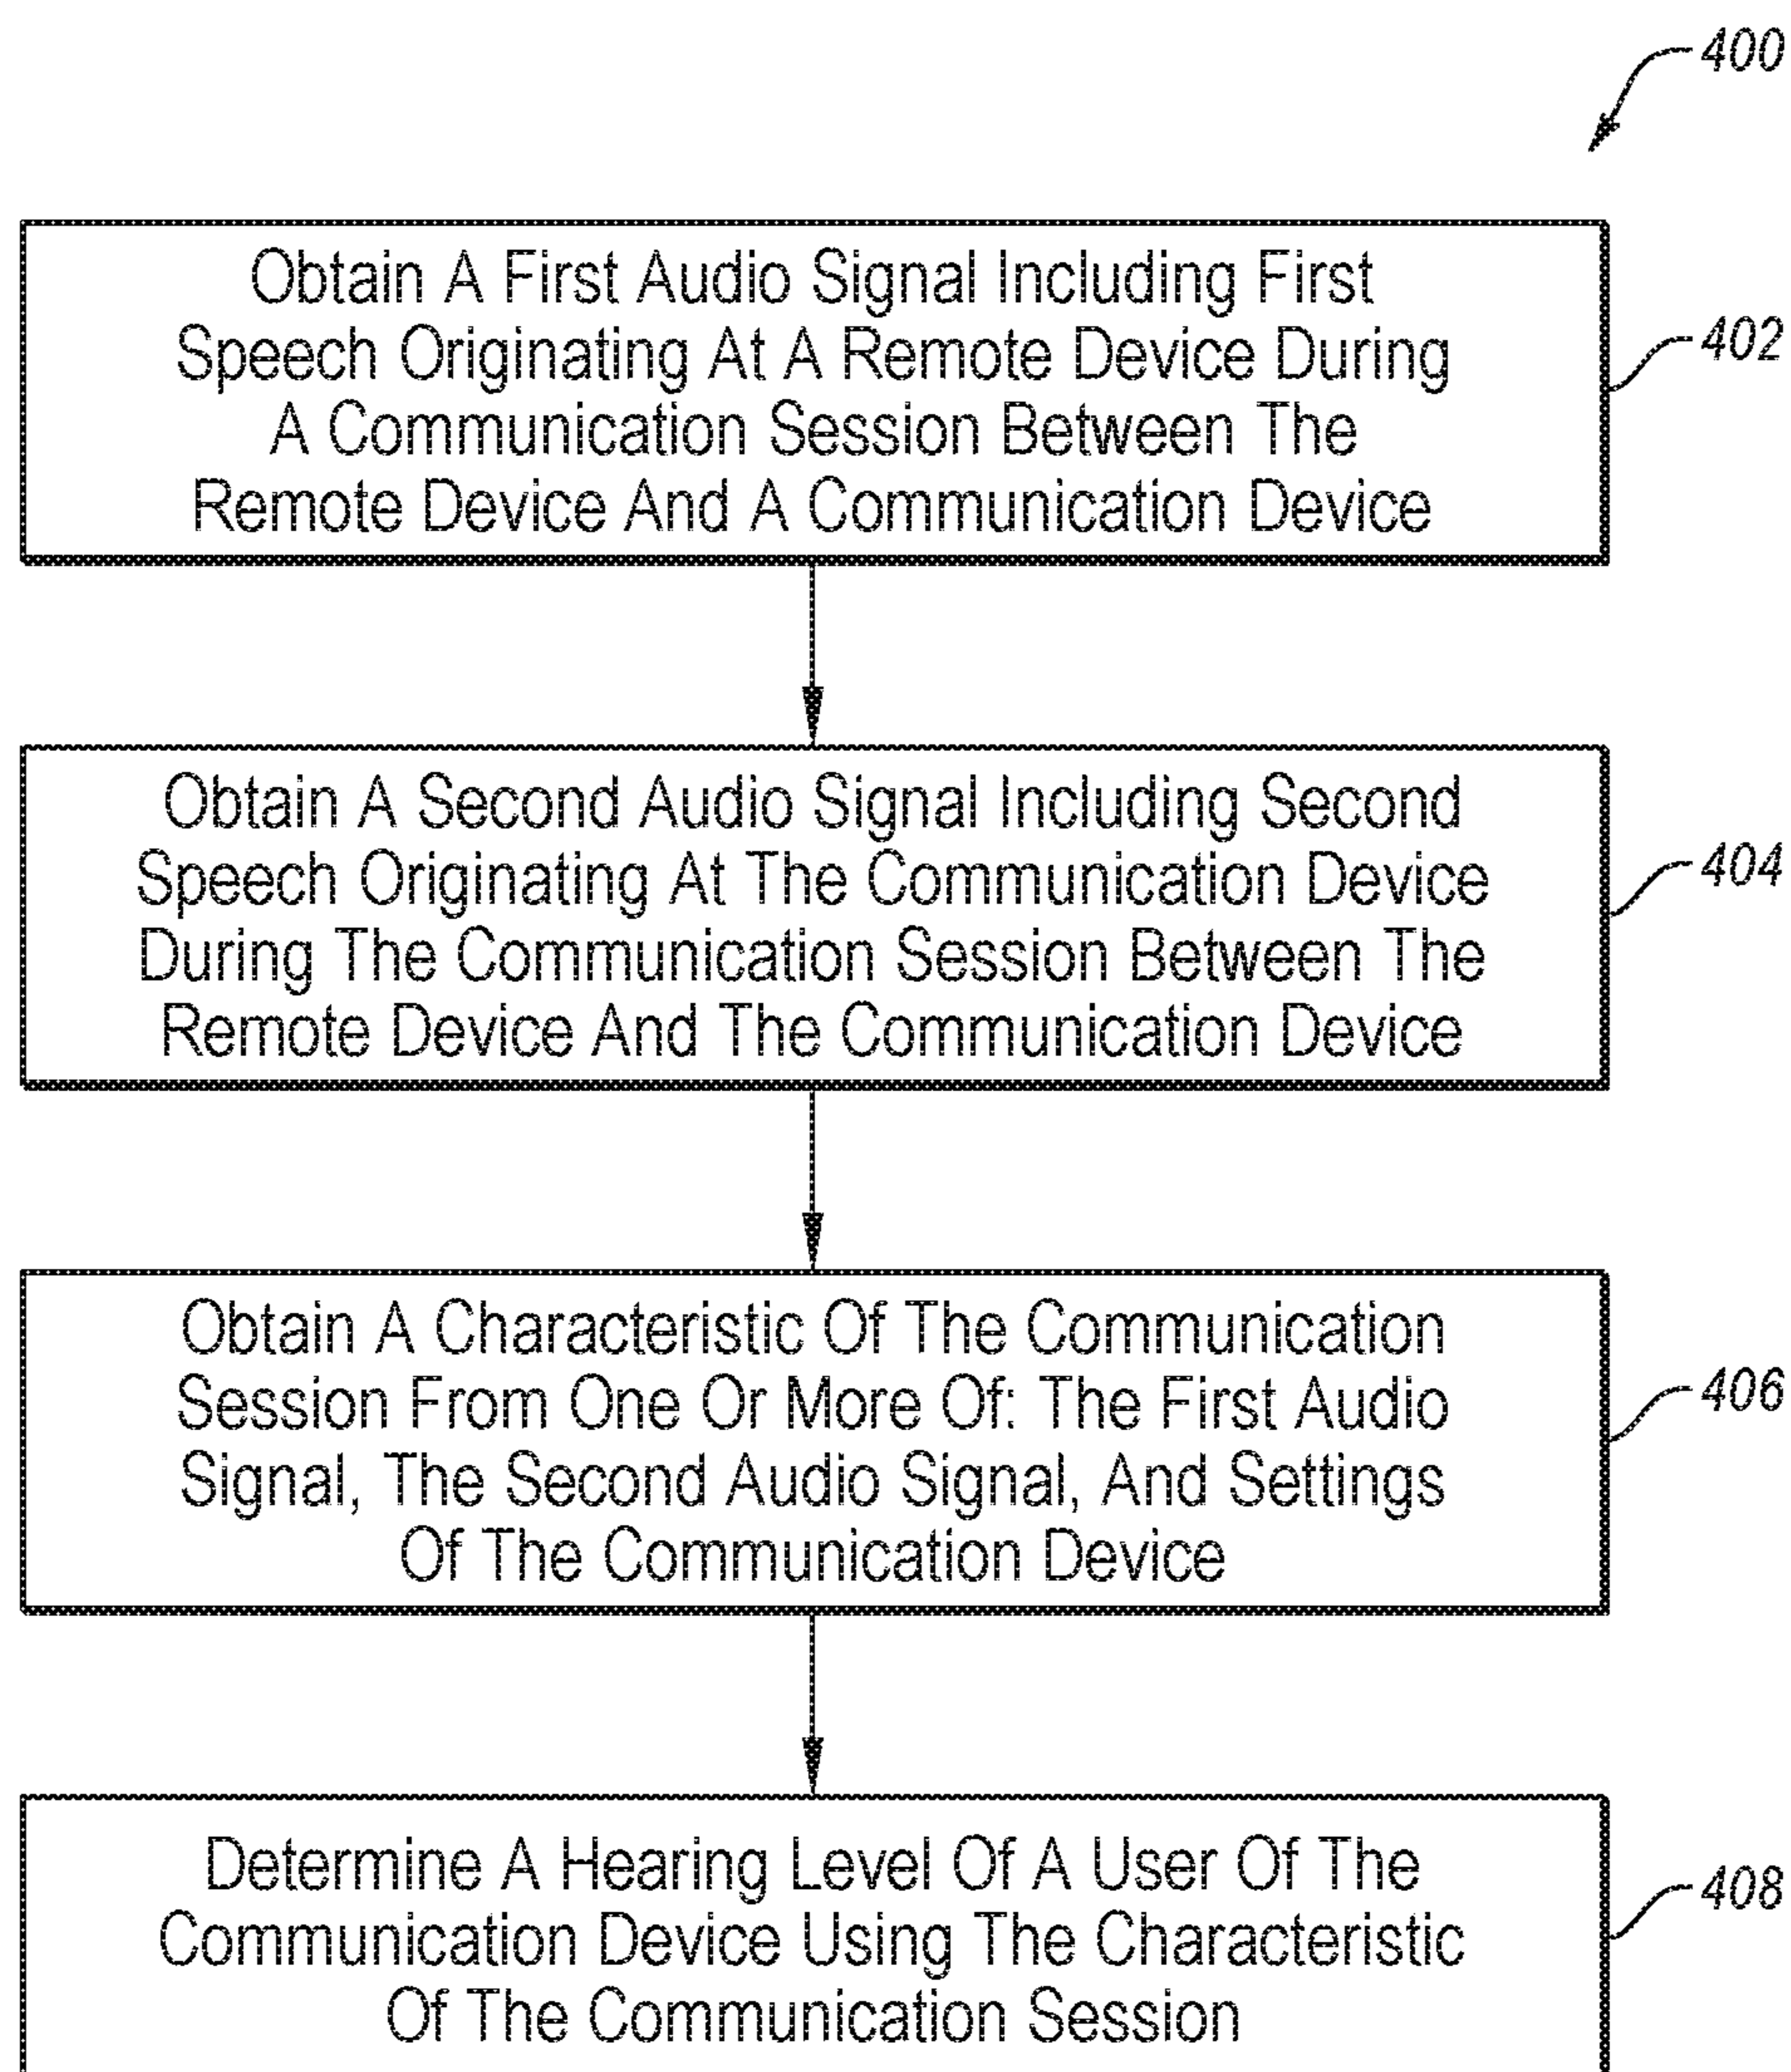 400
Obtain A First Audio Signal Including First
Speech Originating At A Remote Device During
A Communication Session Between The
Remote Device And A Communication Device
402
Obtain A Second Audio Signal Including Second
Speech Originating At The Communication Device
During The Communication Session Between The
Remote Device And The Communication Device
404
Obtain A Characteristic Of The Communication
Session From One Or More Of: The First Audio
Signal, The Second Audio Signal, And Settings
Of The Communication Device
406
Determine A Hearing Level Of A User Of The
Communication Device Using The Characteristic
Of The Communication Session
408